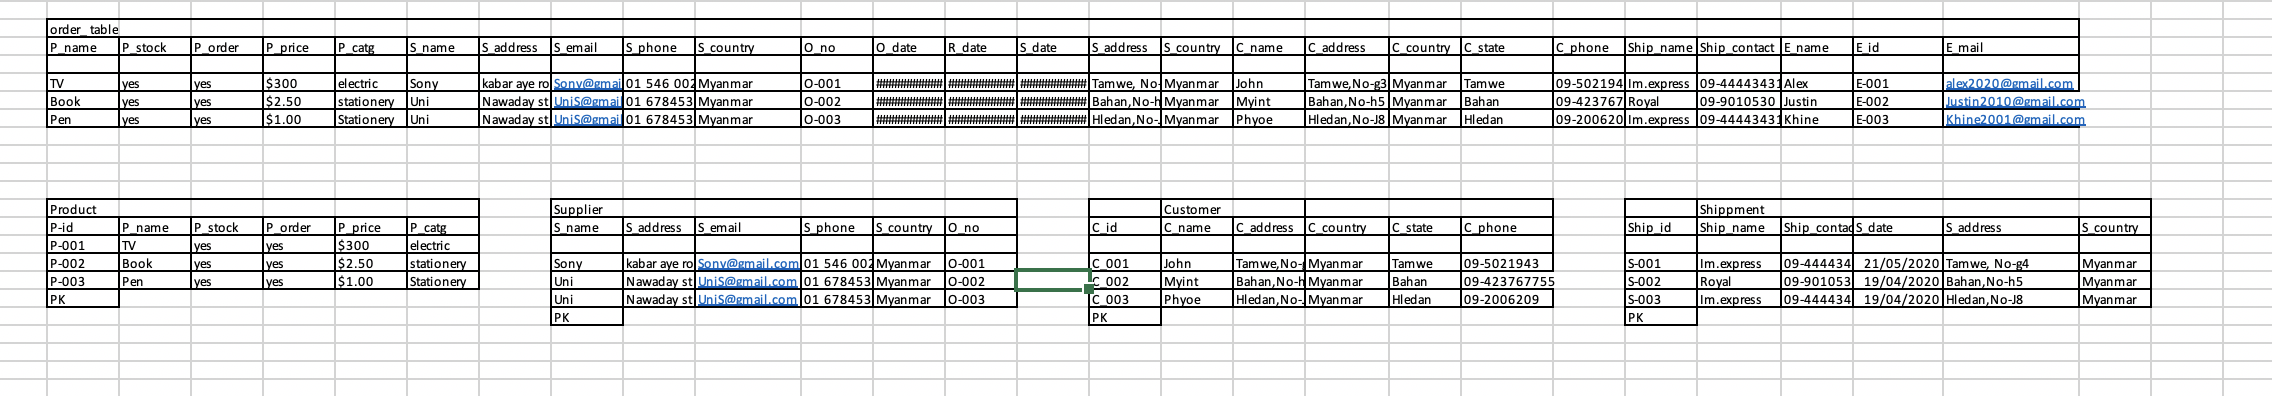 order_table
P_name P_stock P_order P_price P_catg S_name S_address S_email S_phone S_country O_no O_date R_date S_date S_address S_country C_name C_address C_country C_state C_phone Ship_name Ship_contact E_name E_id E_mail
TV yes yes $300 electric Sony kabar aye ro Sony@gmai 01 546 002 Myanmar O-001 ########## ########## ########## Tamwe, No- Myanmar John Tamwe,No-g3 Myanmar Tamwe 09-502194 Im.express 09-44443431 Alex E-001 alex2020@gmail.com
Book yes yes $2.50 stationery Uni Nawaday st UniS@gmai 01 678453 Myanmar O-002 ########## ########## ########## Bahan,No-h Myanmar Myint Bahan,No-h5 Myanmar Bahan 09-423767 Royal 09-9010530 Justin E-002 Justin2010@gmail.com
Pen yes yes $1.00 Stationery Uni Nawaday st UniS@gmai 01 678453 Myanmar O-003 ########## ########## ########## Hledan,No-J Myanmar Phyoe Hledan,No-J8 Myanmar Hledan 09-200620 Im.express 09-44443431 Khine E-003 Khine2001@gmail.com
Product Supplier Customer Shippment
P-id P_name P_stock P_order P_price P_catg S_name S_address S_email S_phone S_country O_no C_id C_name C_address C_country C_state C_phone Ship_id Ship_name Ship_contac S_date S_address S_country
P-001 TV yes yes $300 electric
P-002 Book yes yes $2.50 stationery Sony kabar aye ro Sony@gmail.com 01 546 002 Myanmar O-001 C_001 John Tamwe,No- Myanmar Tamwe 09-5021943 S-001 Im.express 09-444434 21/05/2020 Tamwe, No-g4 Myanmar
P-003 Pen yes yes $1.00 Stationery Uni Nawaday st UniS@gmail.com 01 678453 Myanmar O-002 C_002 Myint Bahan,No-h Myanmar Bahan 09-423767755 S-002 Royal 09-901053 19/04/2020 Bahan,No-h5 Myanmar
PK Uni Nawaday st UniS@gmail.com 01 678453 Myanmar O-003 C_003 Phyoe Hledan,No-J Myanmar Hledan 09-2006209 S-003 Im.express 09-444434 19/04/2020 Hledan,No-J8 Myanmar
PK PK PK